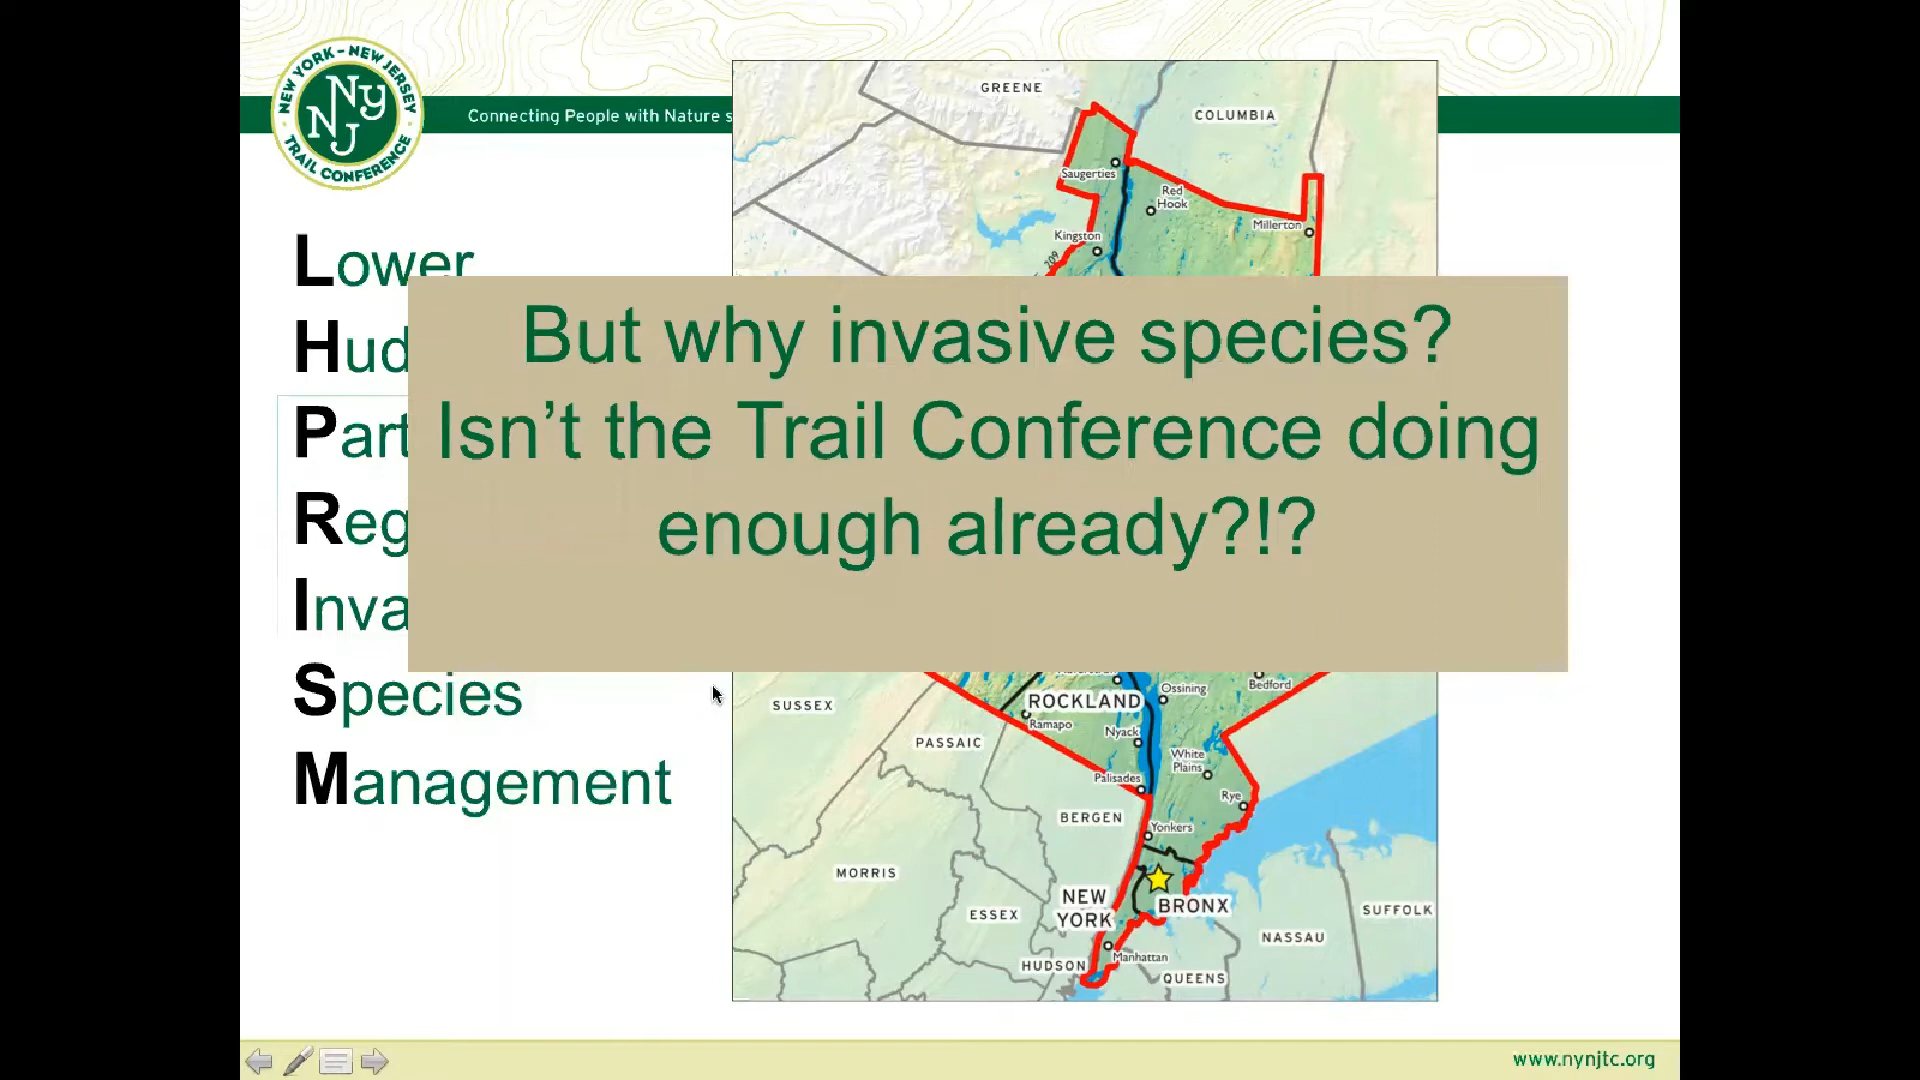 NEW YORK - NEW JERSEY
NY
NJ
TRAIL CONFERENCE
Connecting People with Nature s
Lower
Hud
Part
Reg
Inva
Species
Management
But why invasive species?
Isn’t the Trail Conference doing
enough already?!?
GREENE
COLUMBIA
Saugerties
Red
Hook
Millerton
Kingston
209
Ossining
Bedford
ROCKLAND
SUSSEX
Ramapo
Nyack
PASSAIC
White
Plains
Palisades
Rye
BERGEN
Yonkers
MORRIS
NEW
YORK
BRONX
ESSEX
SUFFOLK
NASSAU
Manhattan
HUDSON
QUEENS
www.nynjtc.org